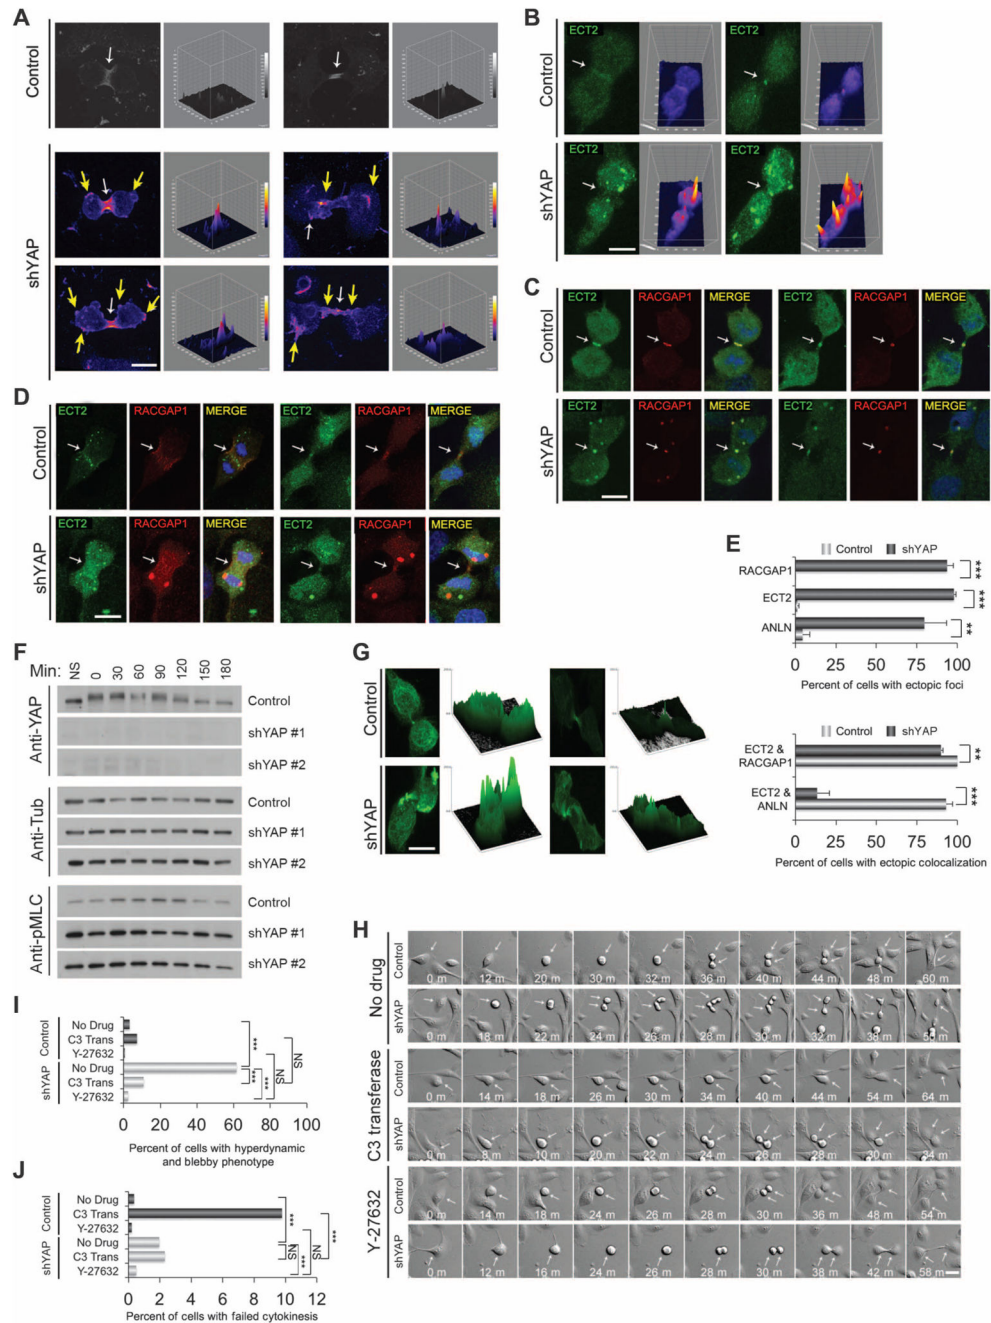 A
Control
shYAP
B
Control
ECT2
ECT2
shYAP
ECT2
ECT2
C
ECT2 RACGAP1 MERGE ECT2 RACGAP1 MERGE
Control
shYAP
D
ECT2 RACGAP1 MERGE ECT2 RACGAP1 MERGE
Control
ECT2 RACGAP1 MERGE ECT2 RACGAP1 MERGE
shYAP
E
Control shYAP
RACGAP1 ***
ECT2 ***
ANLN **
0 25 50 75 100
Percent of cells with ectopic foci
Control shYAP
ECT2 &
RACGAP1 **
ECT2 &
ANLN ***
0 25 50 75 100
Percent of cells with ectopic colocalization
F
Min: NS 0 30 60 90 120 150 180
Anti-YAP
Control
shYAP #1
shYAP #2
Anti-Tub
Control
shYAP #1
shYAP #2
Anti-pMLC
Control
shYAP #1
shYAP #2
G
Control
shYAP
H
No drug
Control
0 m 12 m 20 m 30 m 32 m 36 m 40 m 44 m 48 m 60 m
shYAP
0 m 18 m 22 m 24 m 26 m 28 m 30 m 32 m 38 m
C3 transferase
Control
0 m 14 m 18 m 26 m 30 m 34 m 40 m 44 m 54 m 64 m
shYAP
0 m 8 m 10 m 20 m 22 m 24 m 26 m 28 m 30 m 34 m
Y-27632
Control
0 m 14 m 18 m 24 m 26 m 28 m 30 m 36 m 48 m 54 m
shYAP
0 m 12 m 16 m 24 m 26 m 28 m 30 m 38 m 42 m 58 m
I
Control
No Drug
C3 Trans
Y-27632
shYAP
No Drug
C3 Trans
Y-27632
*** *** *** NS NS
0 20 40 60 80 100
Percent of cells with hyperdynamic
and blebby phenotype
J
Control
No Drug
C3 Trans
Y-27632
shYAP
No Drug
C3 Trans
Y-27632
*** NS *** ***
0 2 4 6 8 10 12
Percent of cells with failed cytokinesis